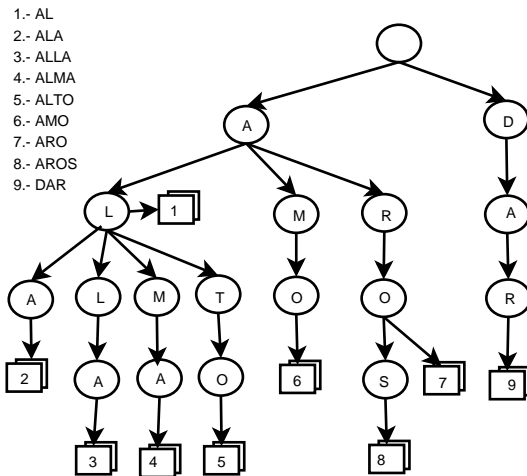 1.- AL
2.- ALA
3.- ALLA
4.- ALMA
5.- ALTO
6.- AMO
7.- ARO
8.- AROS
9.- DAR
A
D
L
1
M
R
A
A
L
M
T
O
O
R
2
A
A
O
6
S
7
9
3
4
5
8